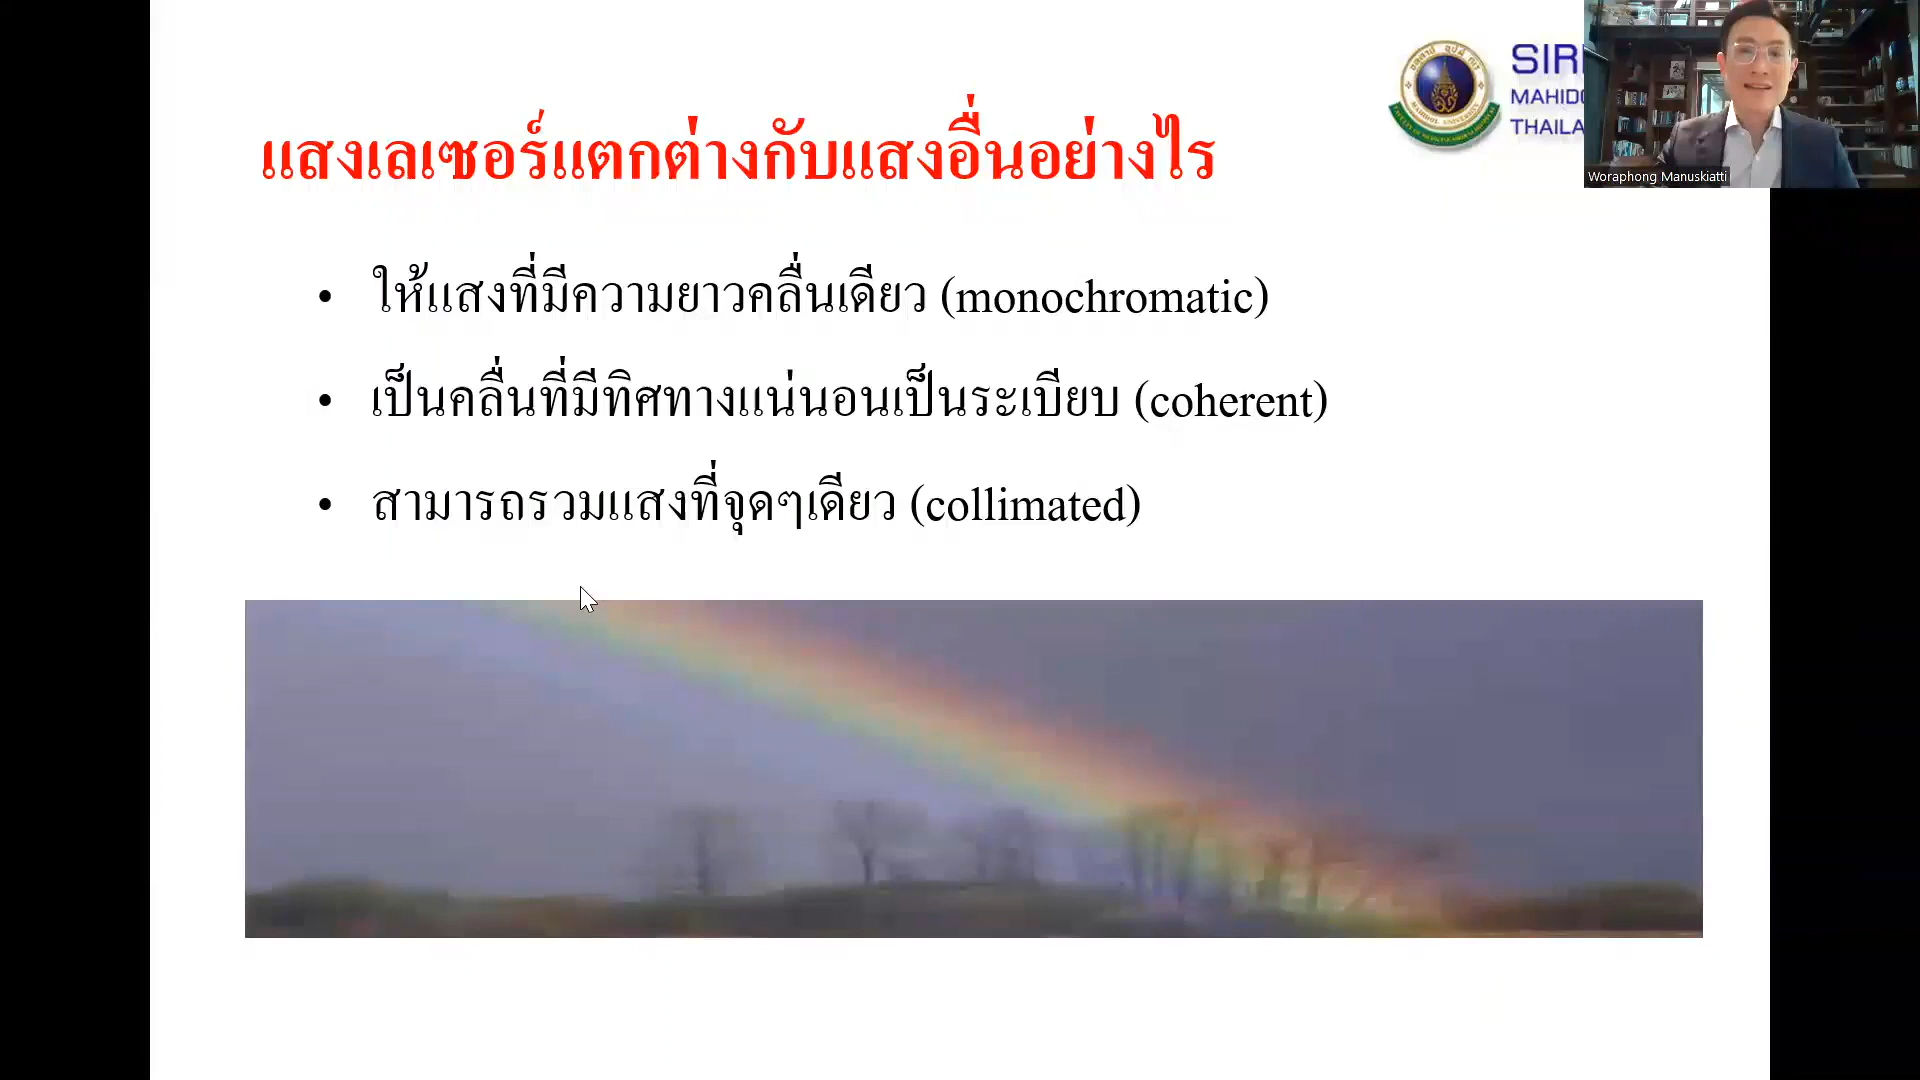 แสงเลเซอร์แตกต่างกับแสงอื่นอย่างไร
• ให้แสงที่มีความยาวคลื่นเดียว (monochromatic)
• เป็นคลื่นที่มีทิศทางแน่นอนเป็นระเบียบ (coherent)
• สามารถรวมแสงที่จุดๆเดียว (collimated)
SIR
MAHIDO
THAILA
Woraphong Manuskiatti